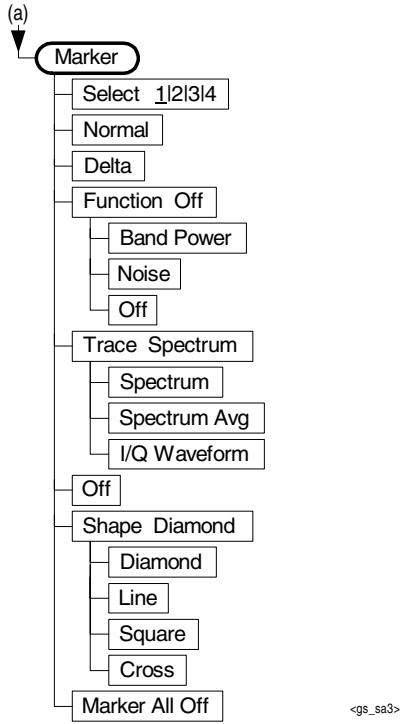 (a)
Marker
Select 1|2|3|4
Normal
Delta
Function Off
Band Power
Noise
Off
Trace Spectrum
Spectrum
Spectrum Avg
I/Q Waveform
Off
Shape Diamond
Diamond
Line
Square
Cross
Marker All Off
<gs_sa3>